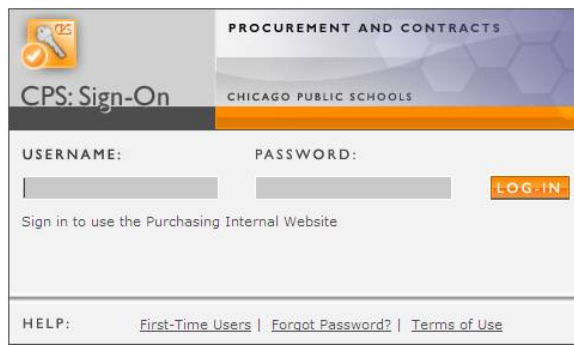 CPS
PROCUREMENT AND CONTRACTS
CPS: Sign-On
CHICAGO PUBLIC SCHOOLS
USERNAME: PASSWORD:
LOG-IN
Sign in to use the Purchasing Internal Website
HELP: First-Time Users | Forgot Password? | Terms of Use